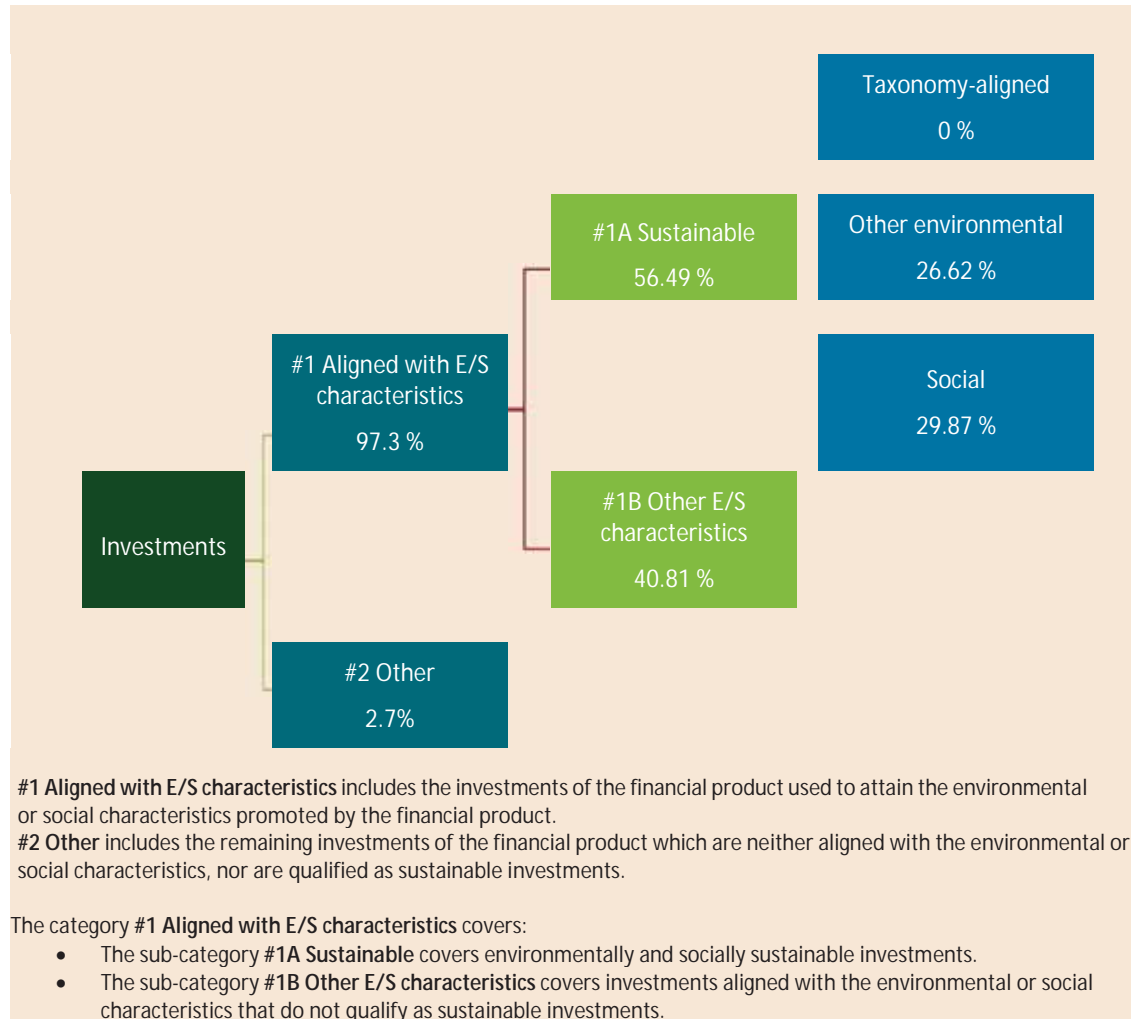 Taxonomy-aligned
0 %
#1A Sustainable
56.49 %
Other environmental
26.62 %
#1 Aligned with E/S
characteristics
97.3 %
Social
29.87 %
Investments
#1B Other E/S
characteristics
40.81 %
#2 Other
2.7%
#1 Aligned with E/S characteristics includes the investments of the financial product used to attain the environmental
or social characteristics promoted by the financial product.
#2 Other includes the remaining investments of the financial product which are neither aligned with the environmental or
social characteristics, nor are qualified as sustainable investments.
The category #1 Aligned with E/S characteristics covers:
• The sub-category #1A Sustainable covers environmentally and socially sustainable investments.
• The sub-category #1B Other E/S characteristics covers investments aligned with the environmental or social
characteristics that do not qualify as sustainable investments.